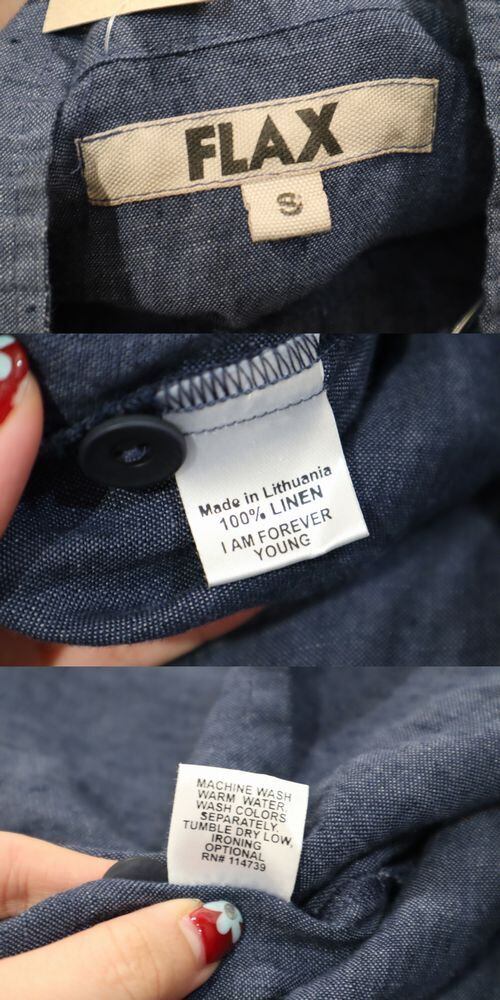 FLAX
S
Made in Lithuania
100% LINEN
I AM FOREVER
YOUNG
MACHINE WASH
WARM WATER,
WASH COLORS
SEPARATELY.
TUMBLE DRY LOW,
IRONING
OPTIONAL
RN# 114739